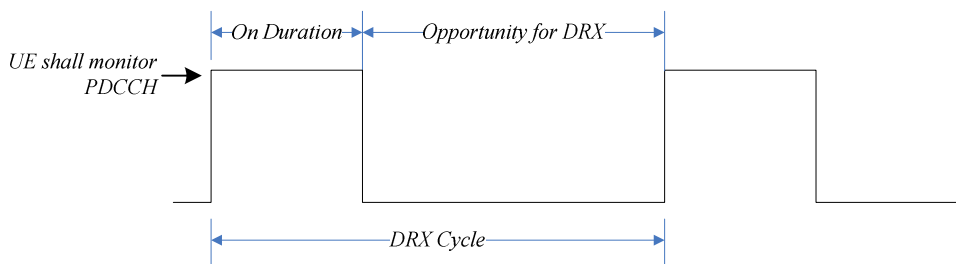 On Duration
Opportunity for DRX
UE shall monitor
PDCCH
DRX Cycle